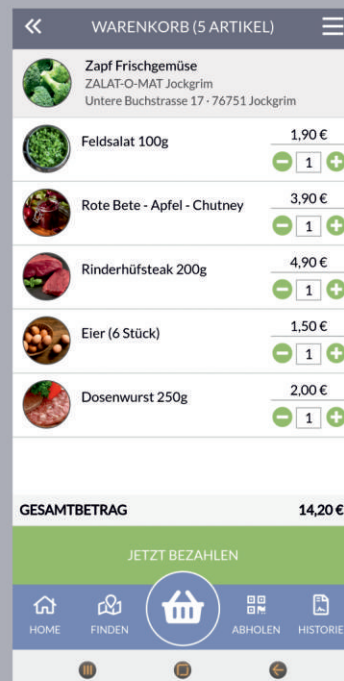 WARENKORB (5 ARTIKEL)
Zapf Frischgemüse
ZALAT-O-MAT Jockgrim
Untere Buchstrasse 17 · 76751 Jockgrim
Feldsalat 100g
1,90 €
1
Rote Bete - Apfel - Chutney
3,90 €
1
Rinderhüfsteak 200g
4,90 €
1
Eier (6 Stück)
1,50 €
1
Dosenwurst 250g
2,00 €
1
GESAMTBETRAG 14,20 €
JETZT BEZAHLEN
HOME FINDEN ABHOLEN HISTORIE